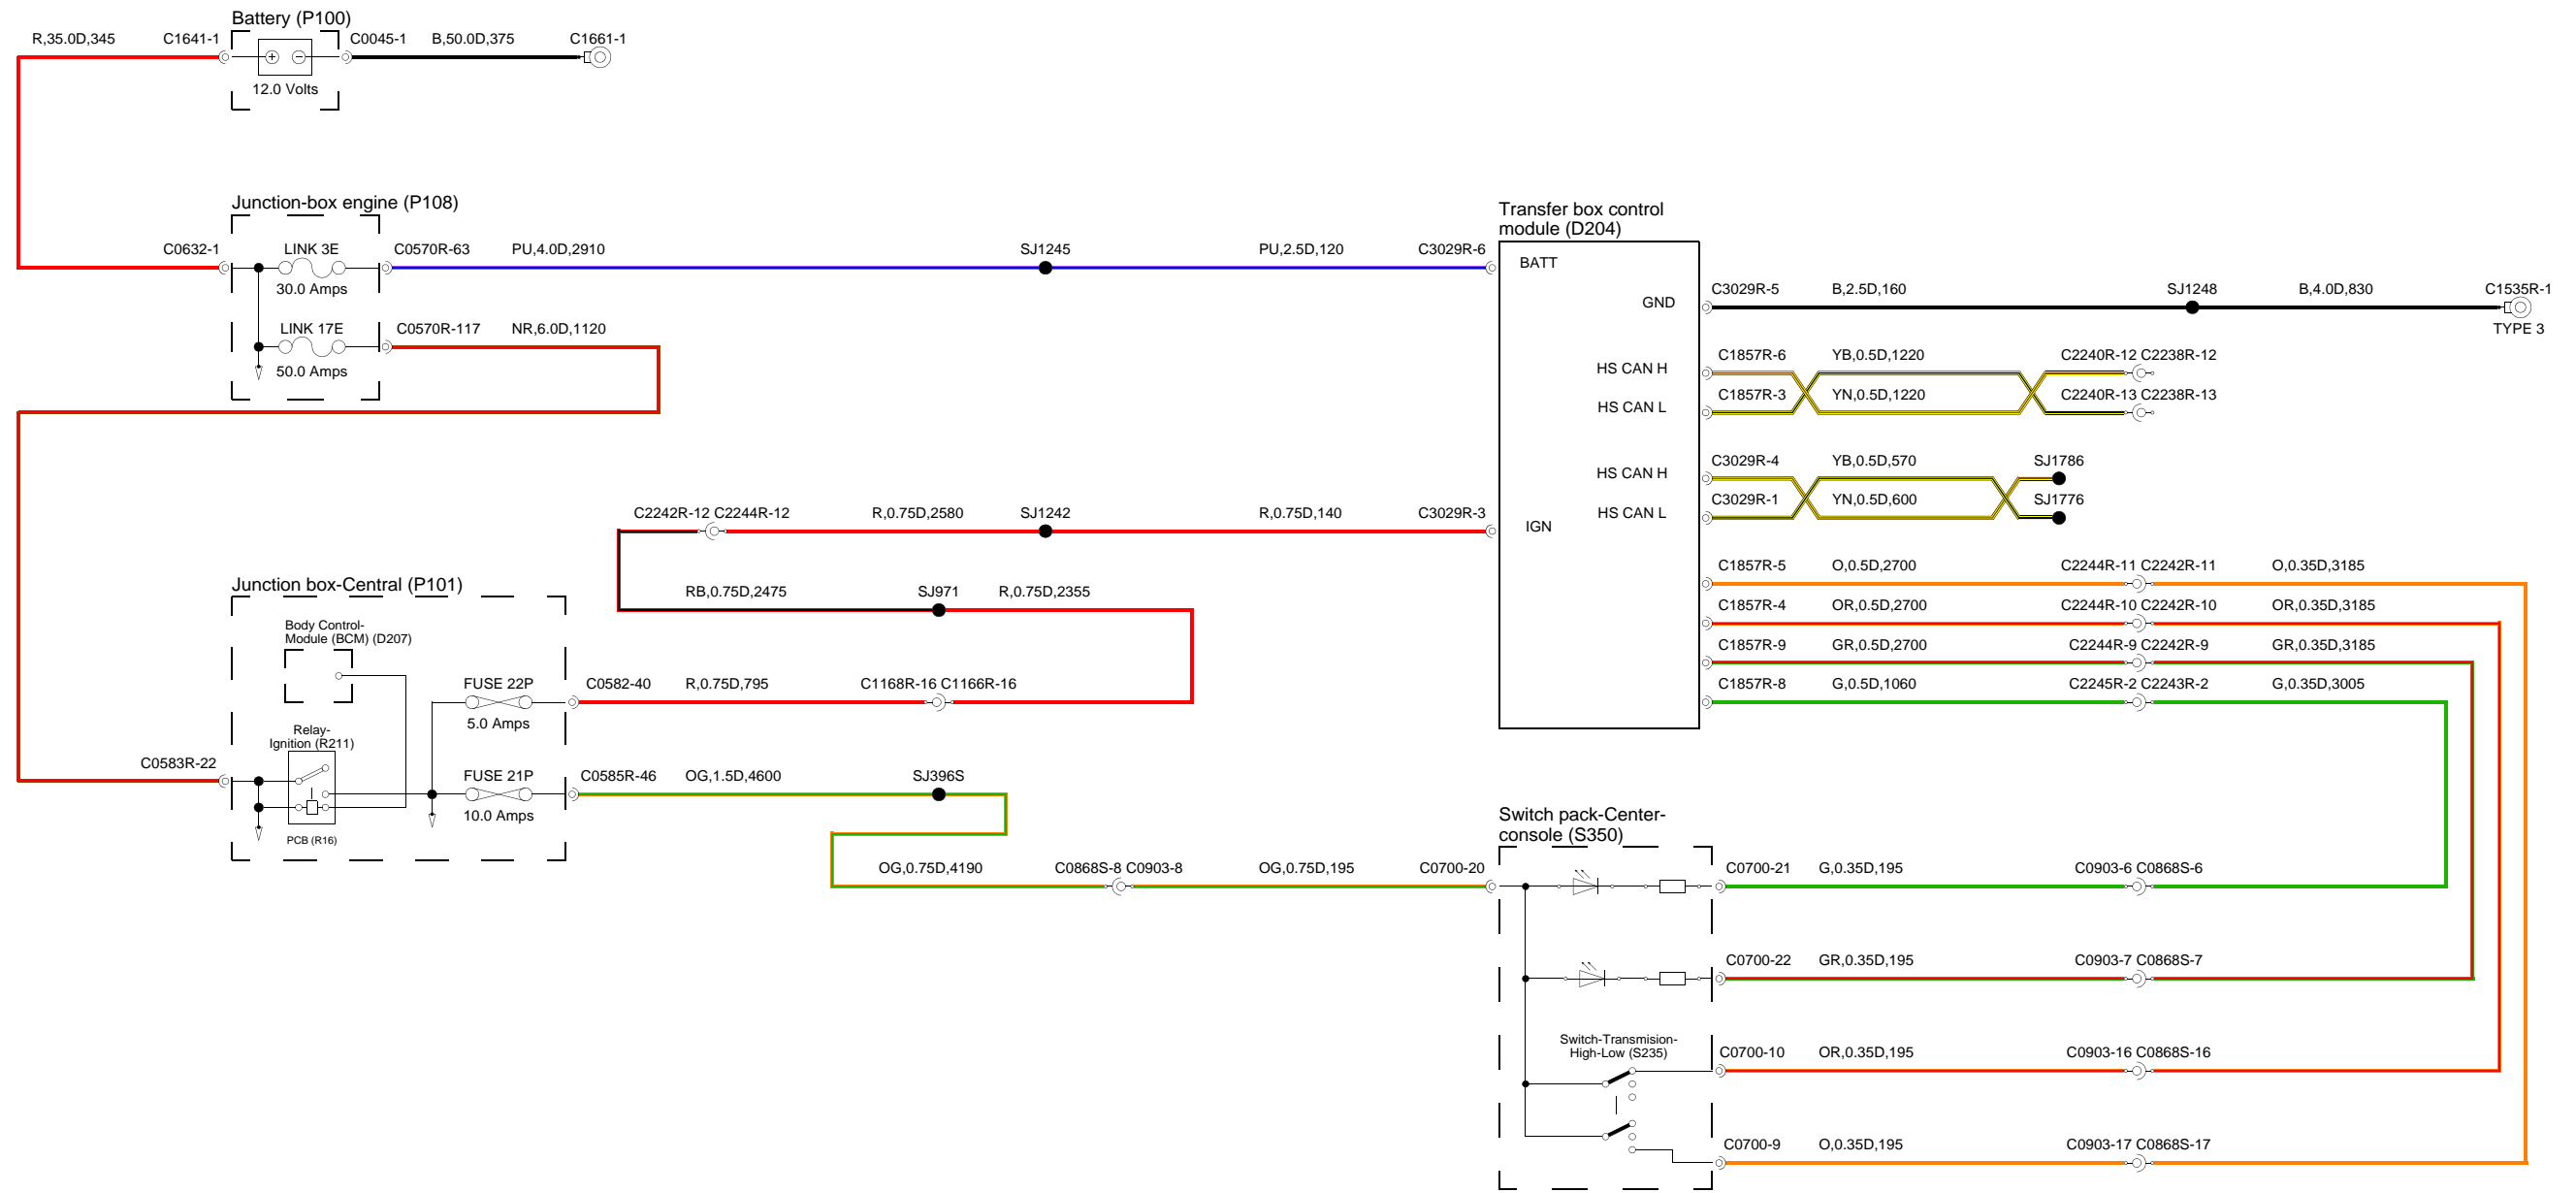 Battery (P100)
R,35.0D,345 C1641-1 C0045-1 B,50.0D,375 C1661-1
12.0 Volts
Junction-box engine (P108)
C0632-1 LINK 3E C0570R-63 PU,4.0D,2910 SJ1245 PU,2.5D,120 C3029R-6
30.0 Amps
LINK 17E C0570R-117 NR,6.0D,1120
50.0 Amps
Transfer box control
module (D204)
BATT
GND C3029R-5 B,2.5D,160 SJ1248 B,4.0D,830 C1535R-1
TYPE 3
C1857R-6 YB,0.5D,1220 C2240R-12 C2238R-12
HS CAN H
C1857R-3 YN,0.5D,1220 C2240R-13 C2238R-13
HS CAN L
C3029R-4 YB,0.5D,570 SJ1786
HS CAN H
C3029R-1 YN,0.5D,600 SJ1776
HS CAN L
C2242R-12 C2244R-12 R,0.75D,2580 SJ1242 R,0.75D,140 C3029R-3
IGN
C1857R-5 O,0.5D,2700 C2244R-11 C2242R-11 O,0.35D,3185
RB,0.75D,2475 SJ971 R,0.75D,2355
C1857R-4 OR,0.5D,2700 C2244R-10 C2242R-10 OR,0.35D,3185
C1857R-9 GR,0.5D,2700 C2244R-9 C2242R-9 GR,0.35D,3185
C1857R-8 G,0.5D,1060 C2245R-2 C2243R-2 G,0.35D,3005
Junction box-Central (P101)
Body Control-
Module (BCM) (D207)
FUSE 22P C0582-40 R,0.75D,795 C1168R-16 C1166R-16
5.0 Amps
Relay-
Ignition (R211)
C0583R-22
FUSE 21P C0585R-46 OG,1.5D,4600 SJ396S
10.0 Amps
PCB (R16)
Switch pack-Center-
console (S350)
OG,0.75D,4190 C0868S-8 C0903-8 OG,0.75D,195 C0700-20
C0700-21 G,0.35D,195 C0903-6 C0868S-6
C0700-22 GR,0.35D,195 C0903-7 C0868S-7
Switch-Transmision-
High-Low (S235)
C0700-10 OR,0.35D,195 C0903-16 C0868S-16
C0700-9 O,0.35D,195 C0903-17 C0868S-17